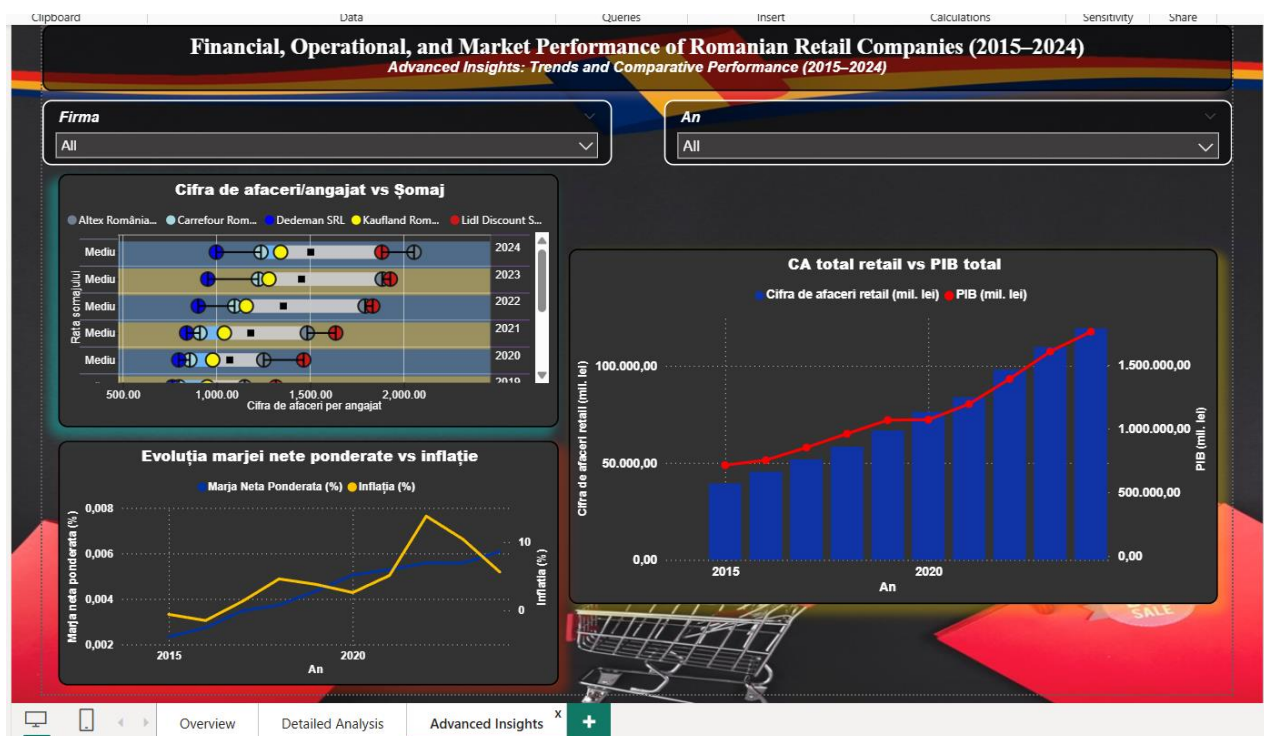 Clipboard Data Queries Insert Calculations Sensitivity Share
Financial, Operational, and Market Performance of Romanian Retail Companies (2015–2024)
Advanced Insights: Trends and Comparative Performance (2015–2024)
Firma
All
An
All
Cifra de afaceri/angajat vs Șomaj
Altex România... Carrefour Rom... Dedeman SRL Kaufland Rom... Lidl Discount S...
Rata somajului
Mediu 2024
Mediu 2023
Mediu 2022
Mediu 2021
Mediu 2020
2019
500.00 1,000.00 1,500.00 2,000.00
Cifra de afaceri per angajat
Evoluția marjei nete ponderate vs inflație
Marja Neta Ponderata (%) Inflația (%)
Marja neta ponderata (%)
0,008
0,006
0,004
0,002
10
0
Inflatia (%)
2015 2020
An
CA total retail vs PIB total
Cifra de afaceri retail (mil. lei) PIB (mil. lei)
Cifra de afaceri retail (mil. lei)
100.000,00
50.000,00
0,00
1.500.000,00
1.000.000,00
500.000,00
0,00
PIB (mil. lei)
2015 2020
An
SALE
Overview Detailed Analysis Advanced Insights x +